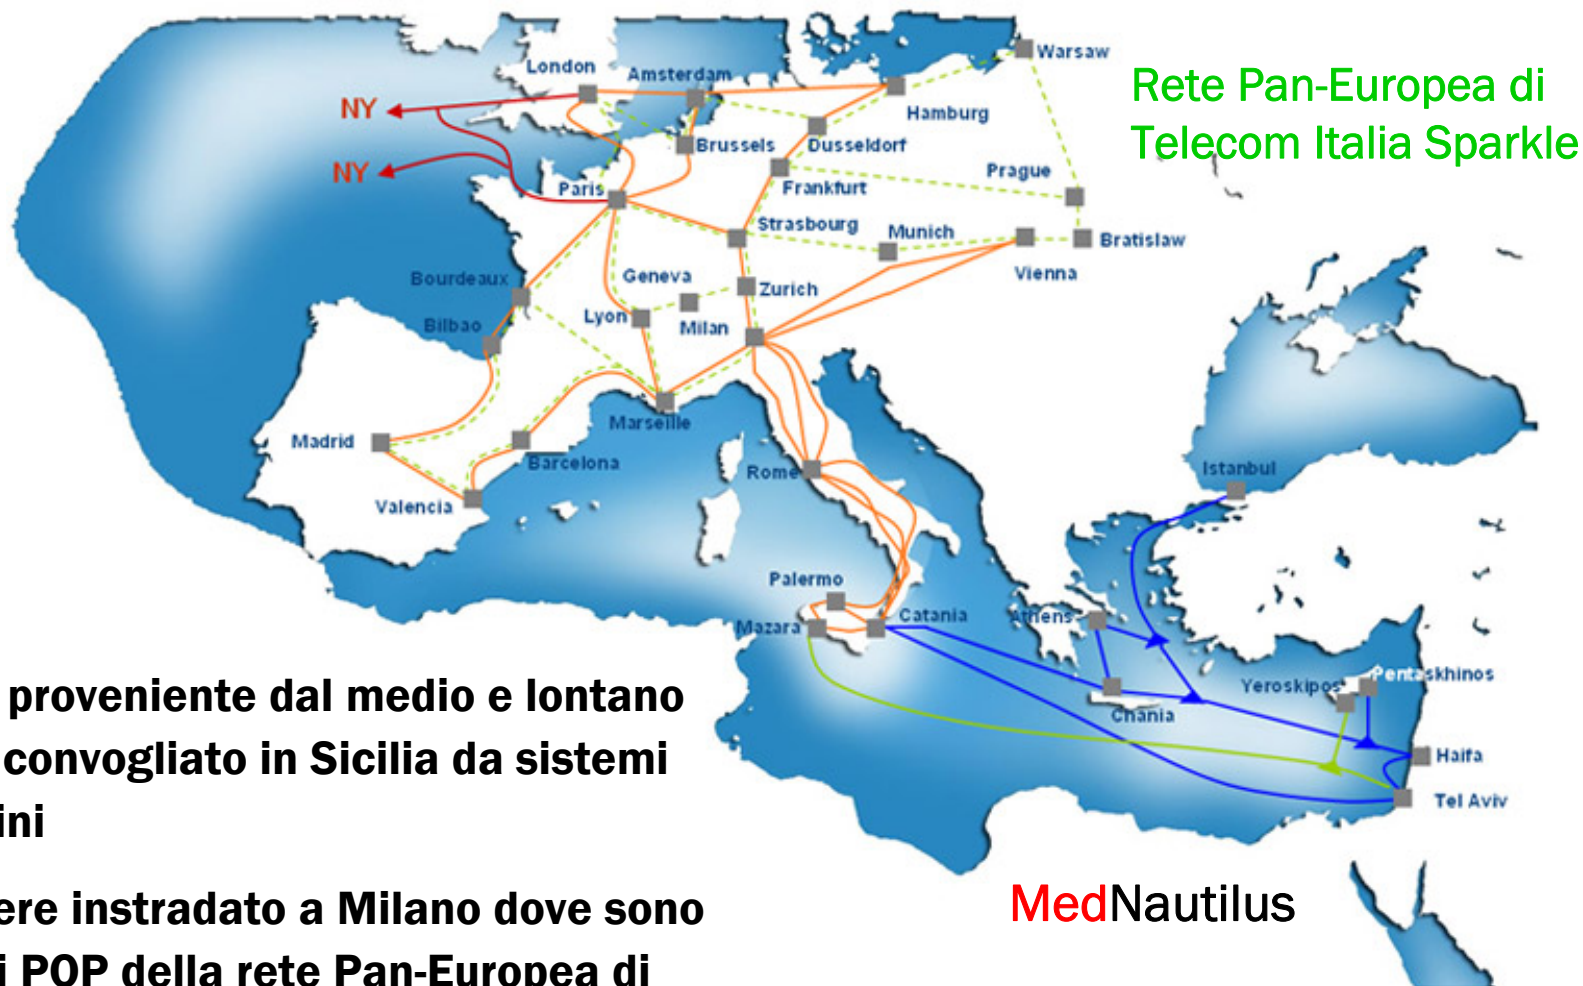 Warsaw
London
Amsterdam
Rete Pan-Europea di
Telecom Italia Sparkle
NY
Hamburg
Brussels
Dusseldorf
NY
Prague
Paris
Frankfurt
Strasbourg
Munich
Bratislaw
Vienna
Bourdeaux
Geneva
Zurich
Lyon
Milan
Bilbao
Marseille
Madrid
Barcelona
Rome
Istanbul
Valencia
Palermo
Mazara
Catania
Athens
Pentaskhinos
Yeroskipos
Chania
Haifa
Tel Aviv
proveniente dal medio e lontano
convogliato in Sicilia da sistemi
ini
ere instradato a Milano dove sono
i POP della rete Pan-Europea di
MedNautilus